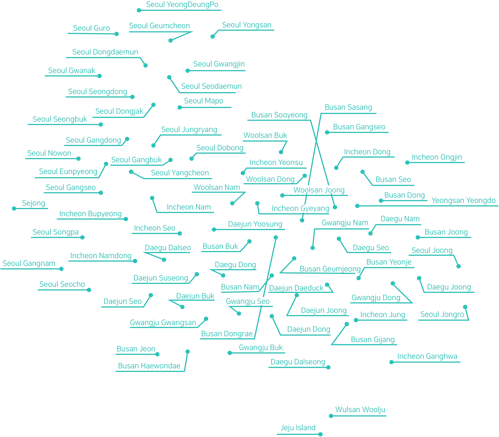 Seoul YeongDeungPo
Seoul Guro
Seoul Geumcheon
Seoul Yongsan
Seoul Dongdaemun
Seoul Gwanak
Seoul Gwangjin
Seoul Seongdong
Seoul Seodaemun
Seoul Dongjak
Seoul Mapo
Busan Sasang
Seoul Seongbuk
Busan Sooyeong
Seoul Jungryang
Busan Gangseo
Seoul Gangdong
Woolsan Buk
Seoul Nowon
Seoul Gangbuk
Seoul Dobong
Incheon Dong
Incheon Ongjin
Seoul Eunpyeong
Seoul Yangcheon
Incheon Yeonsu
Woolsan Dong
Busan Seo
Seoul Gangseo
Woolsan Nam
Woolsan Joong
Busan Dong
Sejong
Incheon Nam
Incheon Gyeyang
Yeongsan Yeongdo
Incheon Bupyeong
Daejun Yoosung
Gwangju Nam
Daegu Nam
Seoul Songpa
Incheon Seo
Busan Joong
Daegu Dalseo
Busan Buk
Daegu Seo
Seoul Joong
Seoul Gangnam
Incheon Namdong
Daegu Dong
Busan Geumjeong
Busan Yeonje
Seoul Seocho
Daejun Suseong
Busan Nam
Daejun Daeduck
Daegu Joong
Daejun Seo
Daejun Buk
Gwangju Seo
Gwangju Dong
Gwangju Gwangsan
Daejun Joong
Incheon Jung
Seoul Jongro
Busan Dongrae
Daejun Dong
Busan Gijang
Busan Jeon
Gwangju Buk
Incheon Ganghwa
Busan Haewondae
Daegu Dalseong
Wulsan Woolju
Jeju Island